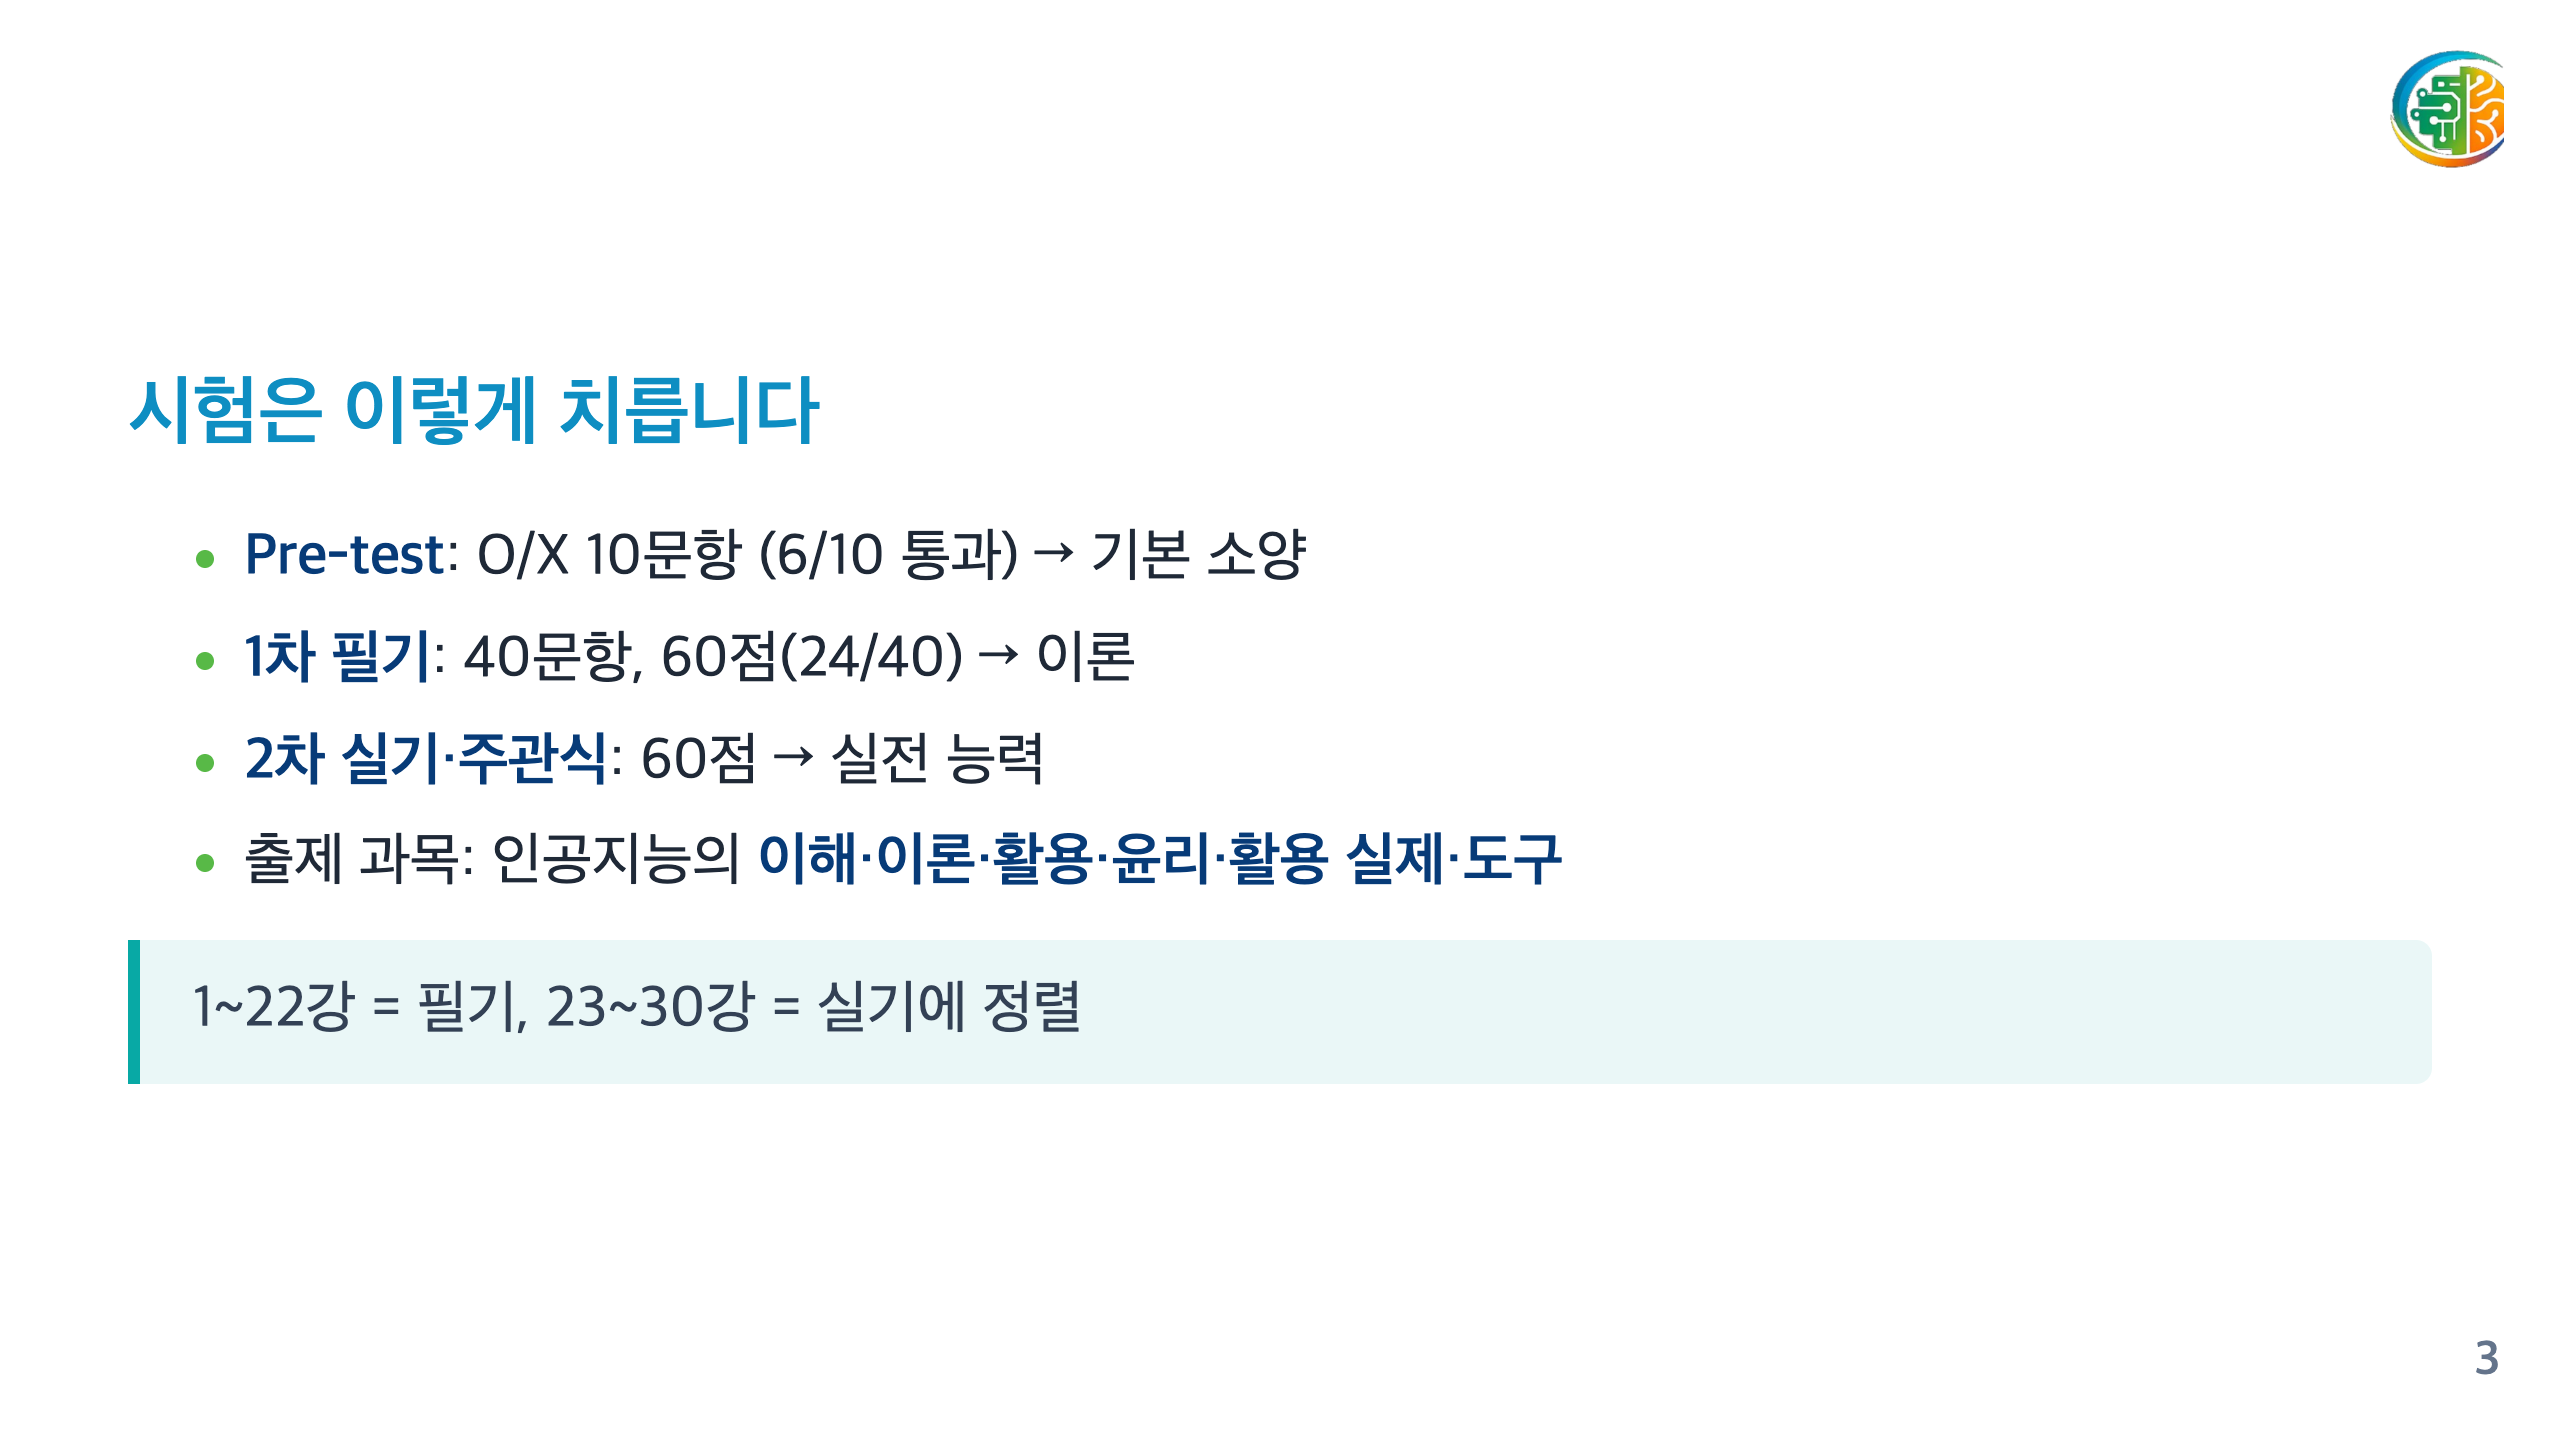 시험은 이렇게 치릅니다
Pre-test: O/X 10문항 (6/10 통과) → 기본 소양
1차 필기: 40문항, 60점(24/40) → 이론
2차 실기·주관식: 60점 → 실전 능력
출제 과목: 인공지능의 이해·이론·활용·윤리·활용 실제·도구
1~22강 = 필기, 23~30강 = 실기에 정렬
3